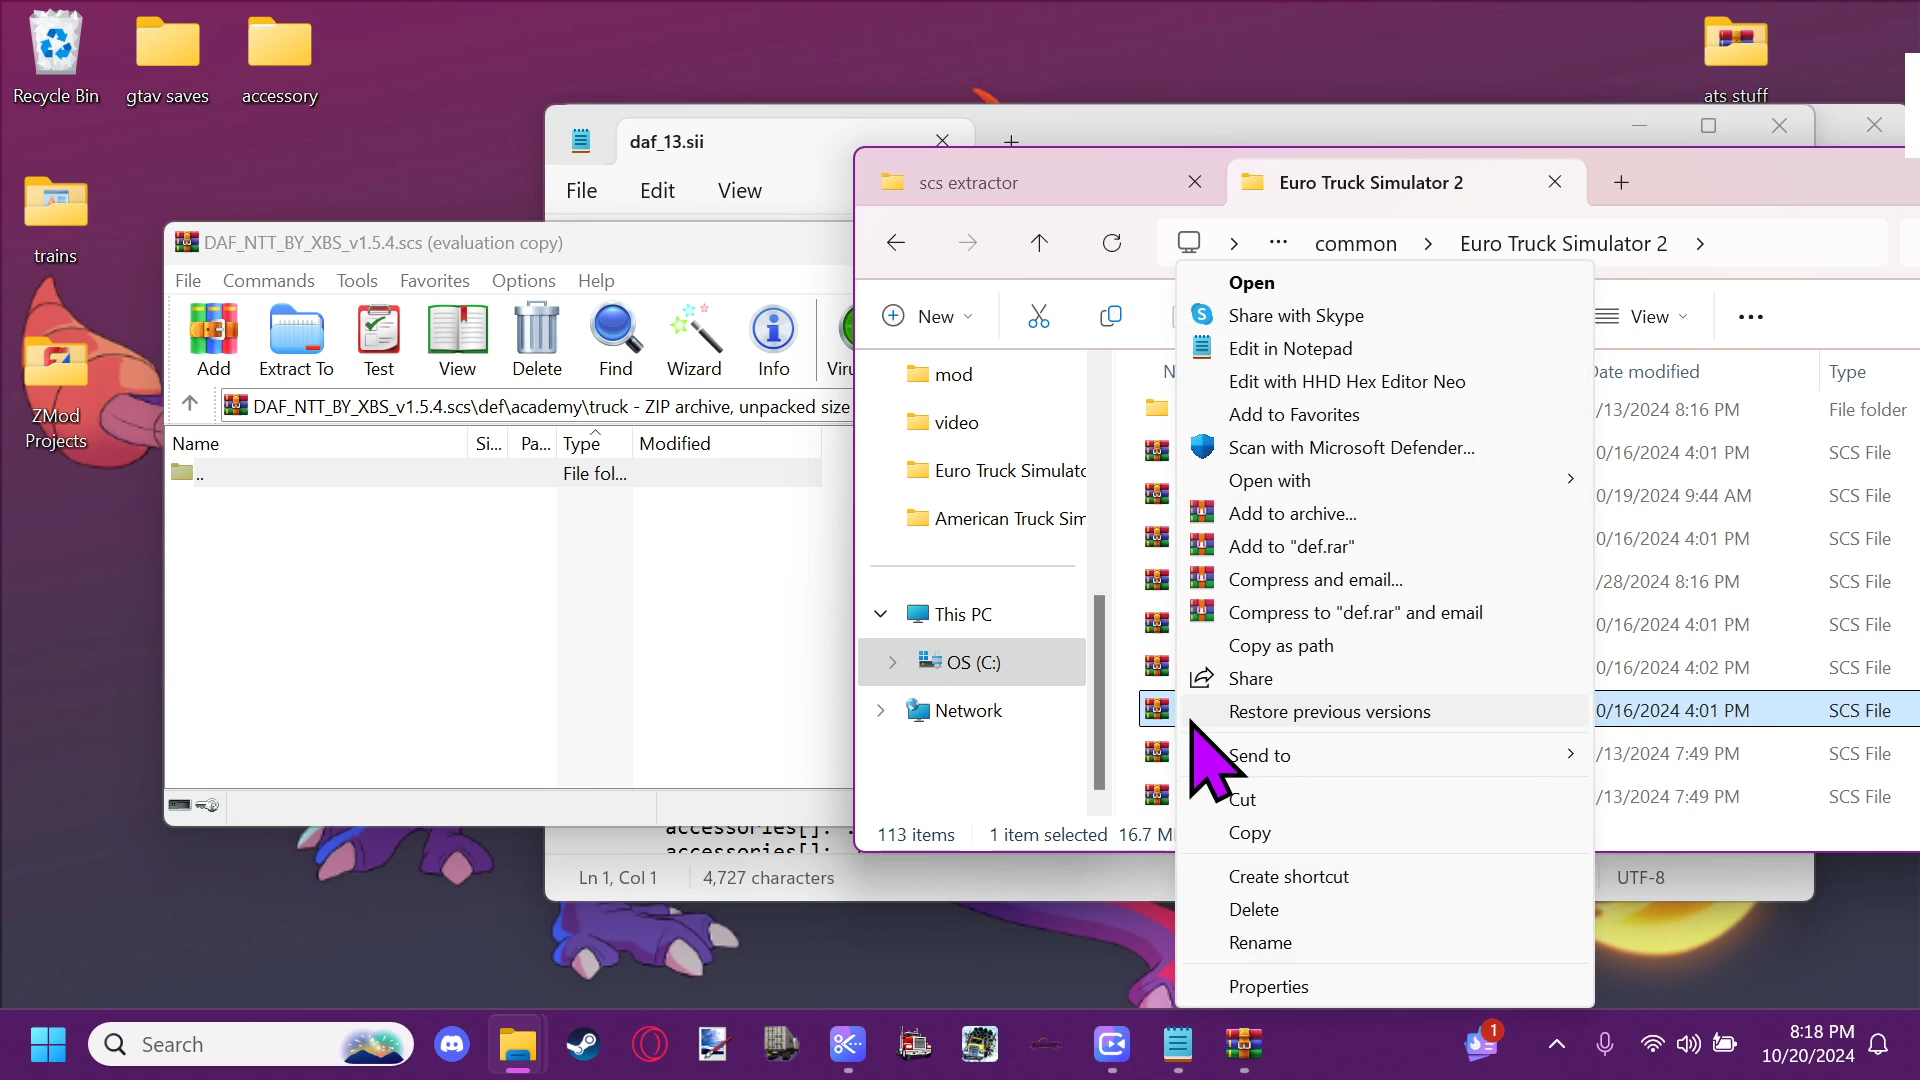 Recycle Bin
gtav saves
accessory
ats stuff
trains
ZMod
Projects
daf_13.sii
File Edit View
DAF_NTT_BY_XBS_v1.5.4.scs (evaluation copy)
File Commands Tools Favorites Options Help
Add Extract To Test View Delete Find Wizard Info
DAF_NTT_BY_XBS_v1.5.4.scs\def\academy\truck - ZIP archive, unpacked size
Name Si... Pa... Type Modified
.. File fol...
Ln 1, Col 1 4,727 characters UTF-8
scs extractor
Euro Truck Simulator 2
... common > Euro Truck Simulator 2 >
New View ...
mod
video
Euro Truck Simulato
American Truck Sim
This PC
OS (C:)
Network
113 items 1 item selected 16.7 M
Type
/13/2024 8:16 PM File folder
0/16/2024 4:01 PM SCS File
0/19/2024 9:44 AM SCS File
0/16/2024 4:01 PM SCS File
/28/2024 8:16 PM SCS File
0/16/2024 4:01 PM SCS File
0/16/2024 4:02 PM SCS File
0/16/2024 4:01 PM SCS File
/13/2024 7:49 PM SCS File
/13/2024 7:49 PM SCS File
Open
Share with Skype
Edit in Notepad
Edit with HHD Hex Editor Neo
Add to Favorites
Scan with Microsoft Defender...
Open with
Add to archive...
Add to "def.rar"
Compress and email...
Compress to "def.rar" and email
Copy as path
Share
Restore previous versions
Send to
Cut
Copy
Create shortcut
Delete
Rename
Properties
Search
1
8:18 PM
10/20/2024